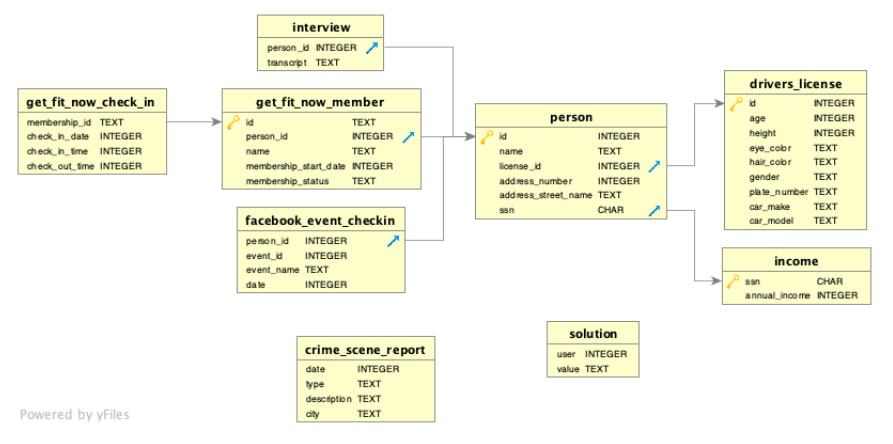 interview
person_id INTEGER
transcript TEXT
get_fit_now_check_in
membership_id TEXT
check_in_date INTEGER
check_in_time INTEGER
check_out_time INTEGER
get_fit_now_member
id TEXT
person_id INTEGER
name TEXT
membership_start_date INTEGER
membership_status TEXT
person
id INTEGER
name TEXT
license_id INTEGER
address_number INTEGER
address_street_name TEXT
ssn CHAR
drivers_license
id INTEGER
age INTEGER
height INTEGER
eye_color TEXT
hair_color TEXT
gender TEXT
plate_number TEXT
car_make TEXT
car_model TEXT
facebook_event_checkin
person_id INTEGER
event_id INTEGER
event_name TEXT
date INTEGER
income
ssn CHAR
annual_income INTEGER
crime_scene_report
date INTEGER
type TEXT
description TEXT
city TEXT
solution
user INTEGER
value TEXT
Powered by yFiles